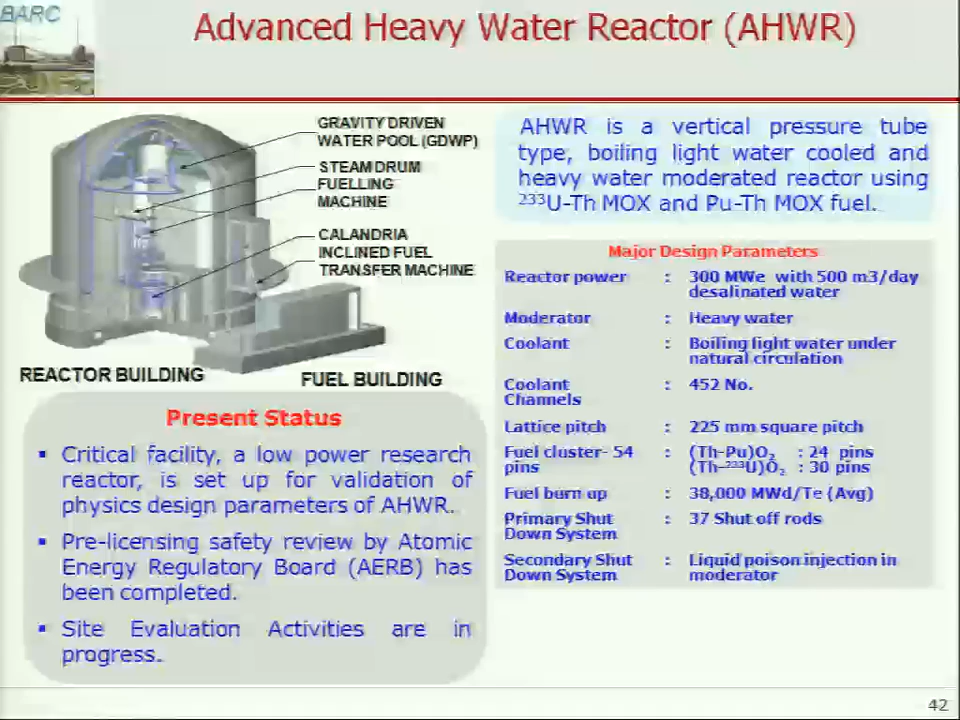 BARC
Advanced Heavy Water Reactor (AHWR)
GRAVITY DRIVEN
WATER POOL (GDWP)
STEAM DRUM
FUELLING
MACHINE
CALANDRIA
INCLINED FUEL
TRANSFER MACHINE
REACTOR BUILDING
FUEL BUILDING
AHWR is a vertical pressure tube
type, boiling light water cooled and
heavy water moderated reactor using
²³³U-Th MOX and Pu-Th MOX fuel.
Major Design Parameters
Reactor power : 300 MWe with 500 m3/day
desalinated water
Moderator : Heavy water
Coolant : Boiling light water under
natural circulation
Coolant : 452 No.
Channels
Lattice pitch : 225 mm square pitch
Fuel cluster- 54 : (Th-Pu)O₂ : 24 pins
pins (Th-²³³U)O₂ : 30 pins
Fuel burn up : 38,000 MWd/Te (Avg)
Primary Shut : 37 Shut off rods
Down System
Secondary Shut : Liquid poison injection in
Down System moderator
Present Status
▪ Critical facility, a low power research
reactor, is set up for validation of
physics design parameters of AHWR.
▪ Pre-licensing safety review by Atomic
Energy Regulatory Board (AERB) has
been completed.
▪ Site Evaluation Activities are in
progress.
42